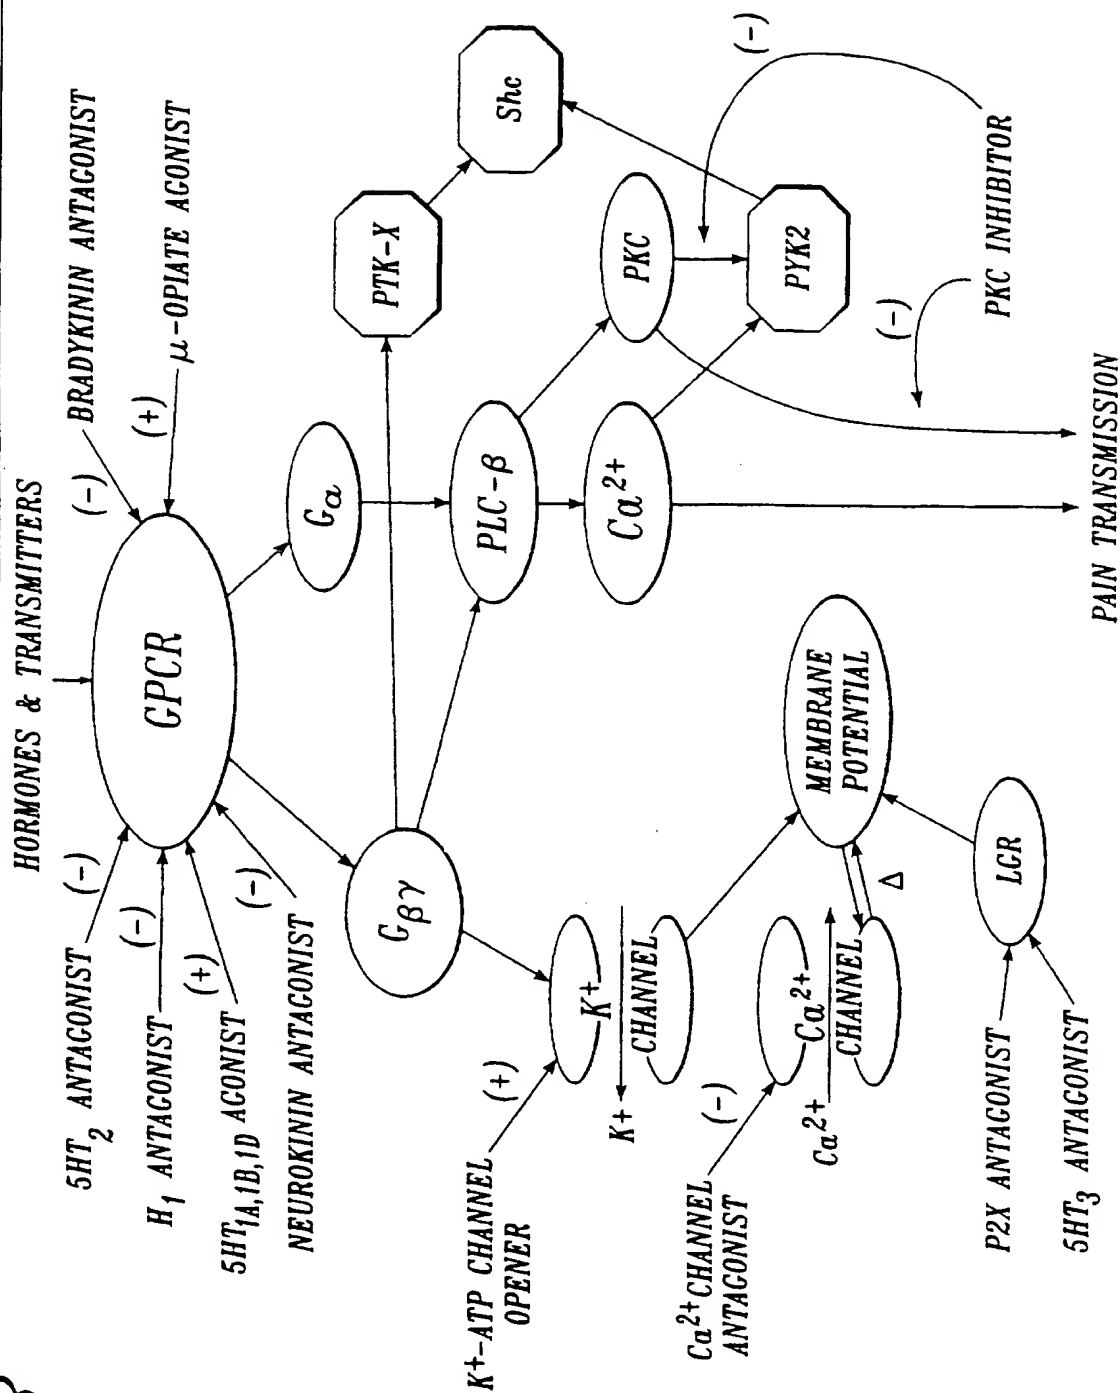 HORMONES & TRANSMITTERS
5HT2 ANTAGONIST
(-)
H1 ANTAGONIST
(-)
5HT1A,1B,1D AGONIST
(+)
NEUROKININ ANTAGONIST
(-)
BRADYKININ ANTAGONIST
(-)
μ-OPIATE AGONIST
(+)
GPCR
Gα
Gβγ
PTK-X
Shc
PLC-β
PKC
Ca2+
PYK2
(-)
PKC INHIBITOR
(-)
K+-ATP CHANNEL
OPENER
(+)
K+
K+
CHANNEL
Ca2+CHANNEL
ANTAGONIST
(-)
Ca2+
Ca2+
CHANNEL
Δ
MEMBRANE
POTENTIAL
LGR
P2X ANTAGONIST
5HT3 ANTAGONIST
PAIN TRANSMISSION